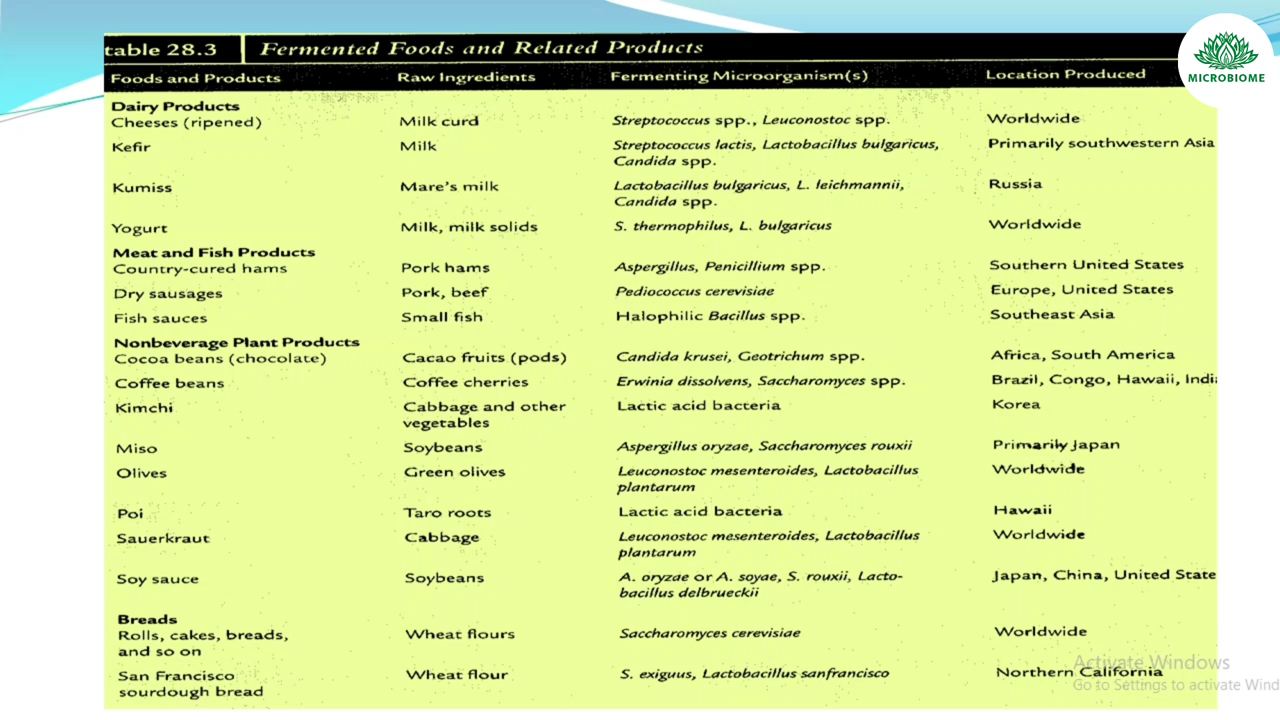 table 28.3 Fermented Foods and Related Products
MICROBIOME
Foods and Products Raw Ingredients Fermenting Microorganism(s) Location Produced
Dairy Products
Cheeses (ripened) Milk curd Streptococcus spp., Leuconostoc spp. Worldwide
Kefir Milk Streptococcus lactis, Lactobacillus bulgaricus, Primarily southwestern Asia
Candida spp.
Kumiss Mare's milk Lactobacillus bulgaricus, L. leichmannii, Russia
Candida spp.
Yogurt Milk, milk solids S. thermophilus, L. bulgaricus Worldwide
Meat and Fish Products
Country-cured hams Pork hams Aspergillus, Penicillium spp. Southern United States
Dry sausages Pork, beef Pediococcus cerevisiae Europe, United States
Fish sauces Small fish Halophilic Bacillus spp. Southeast Asia
Nonbeverage Plant Products
Cocoa beans (chocolate) Cacao fruits (pods) Candida krusei, Geotrichum spp. Africa, South America
Coffee beans Coffee cherries Erwinia dissolvens, Saccharomyces spp. Brazil, Congo, Hawaii, Indi
Kimchi Cabbage and other Lactic acid bacteria Korea
vegetables
Miso Soybeans Aspergillus oryzae, Saccharomyces rouxii Primarily Japan
Olives Green olives Leuconostoc mesenteroides, Lactobacillus Worldwide
plantarum
Poi Taro roots Lactic acid bacteria Hawaii
Sauerkraut Cabbage Leuconostoc mesenteroides, Lactobacillus Worldwide
plantarum
Soy sauce Soybeans A. oryzae or A. soyae, S. rouxii, Lacto- Japan, China, United State
bacillus delbrueckii
Breads
Rolls, cakes, breads, Wheat flours Saccharomyces cerevisiae Worldwide
and so on
San Francisco Wheat flour S. exiguus, Lactobacillus sanfrancisco Northern California
sourdough bread
Activate Windows
Go to Settings to activate Wind